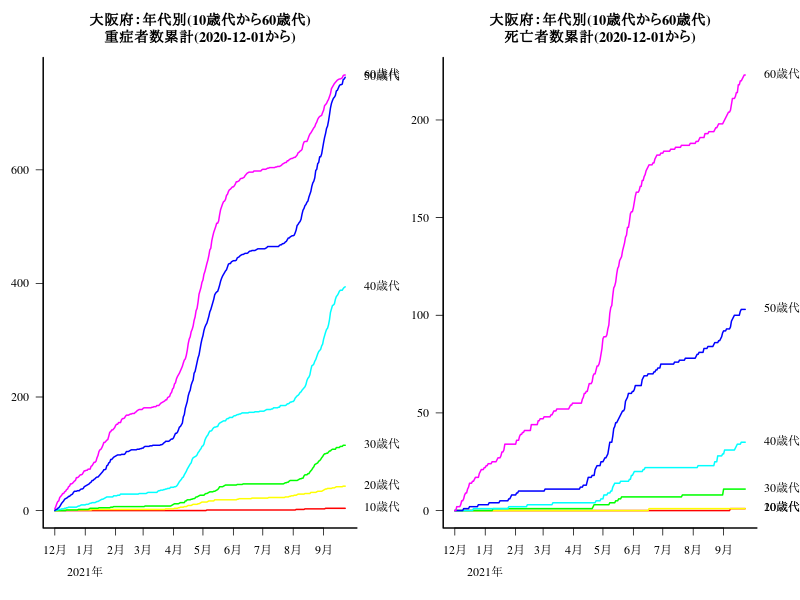 大阪府：年代別(10歳代から60歳代)
重症者数累計(2020-12-01から)
600
400
200
0
60歳代
50歳代
40歳代
30歳代
20歳代
10歳代
12月 1月 2月 3月 4月 5月 6月 7月 8月 9月
2021年
大阪府：年代別(10歳代から60歳代)
死亡者数累計(2020-12-01から)
200
150
100
50
0
60歳代
50歳代
40歳代
30歳代
20歳代
10歳代
12月 1月 2月 3月 4月 5月 6月 7月 8月 9月
2021年